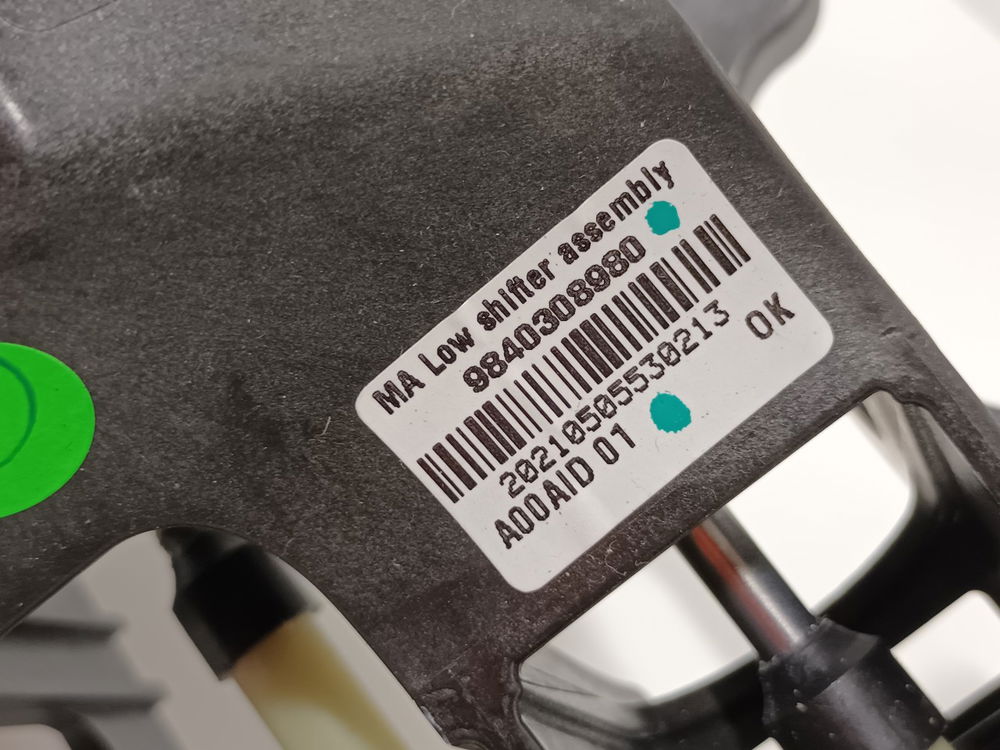 MA Low shifter assembly
9840308980
20210505530213
OK
A00AID 01